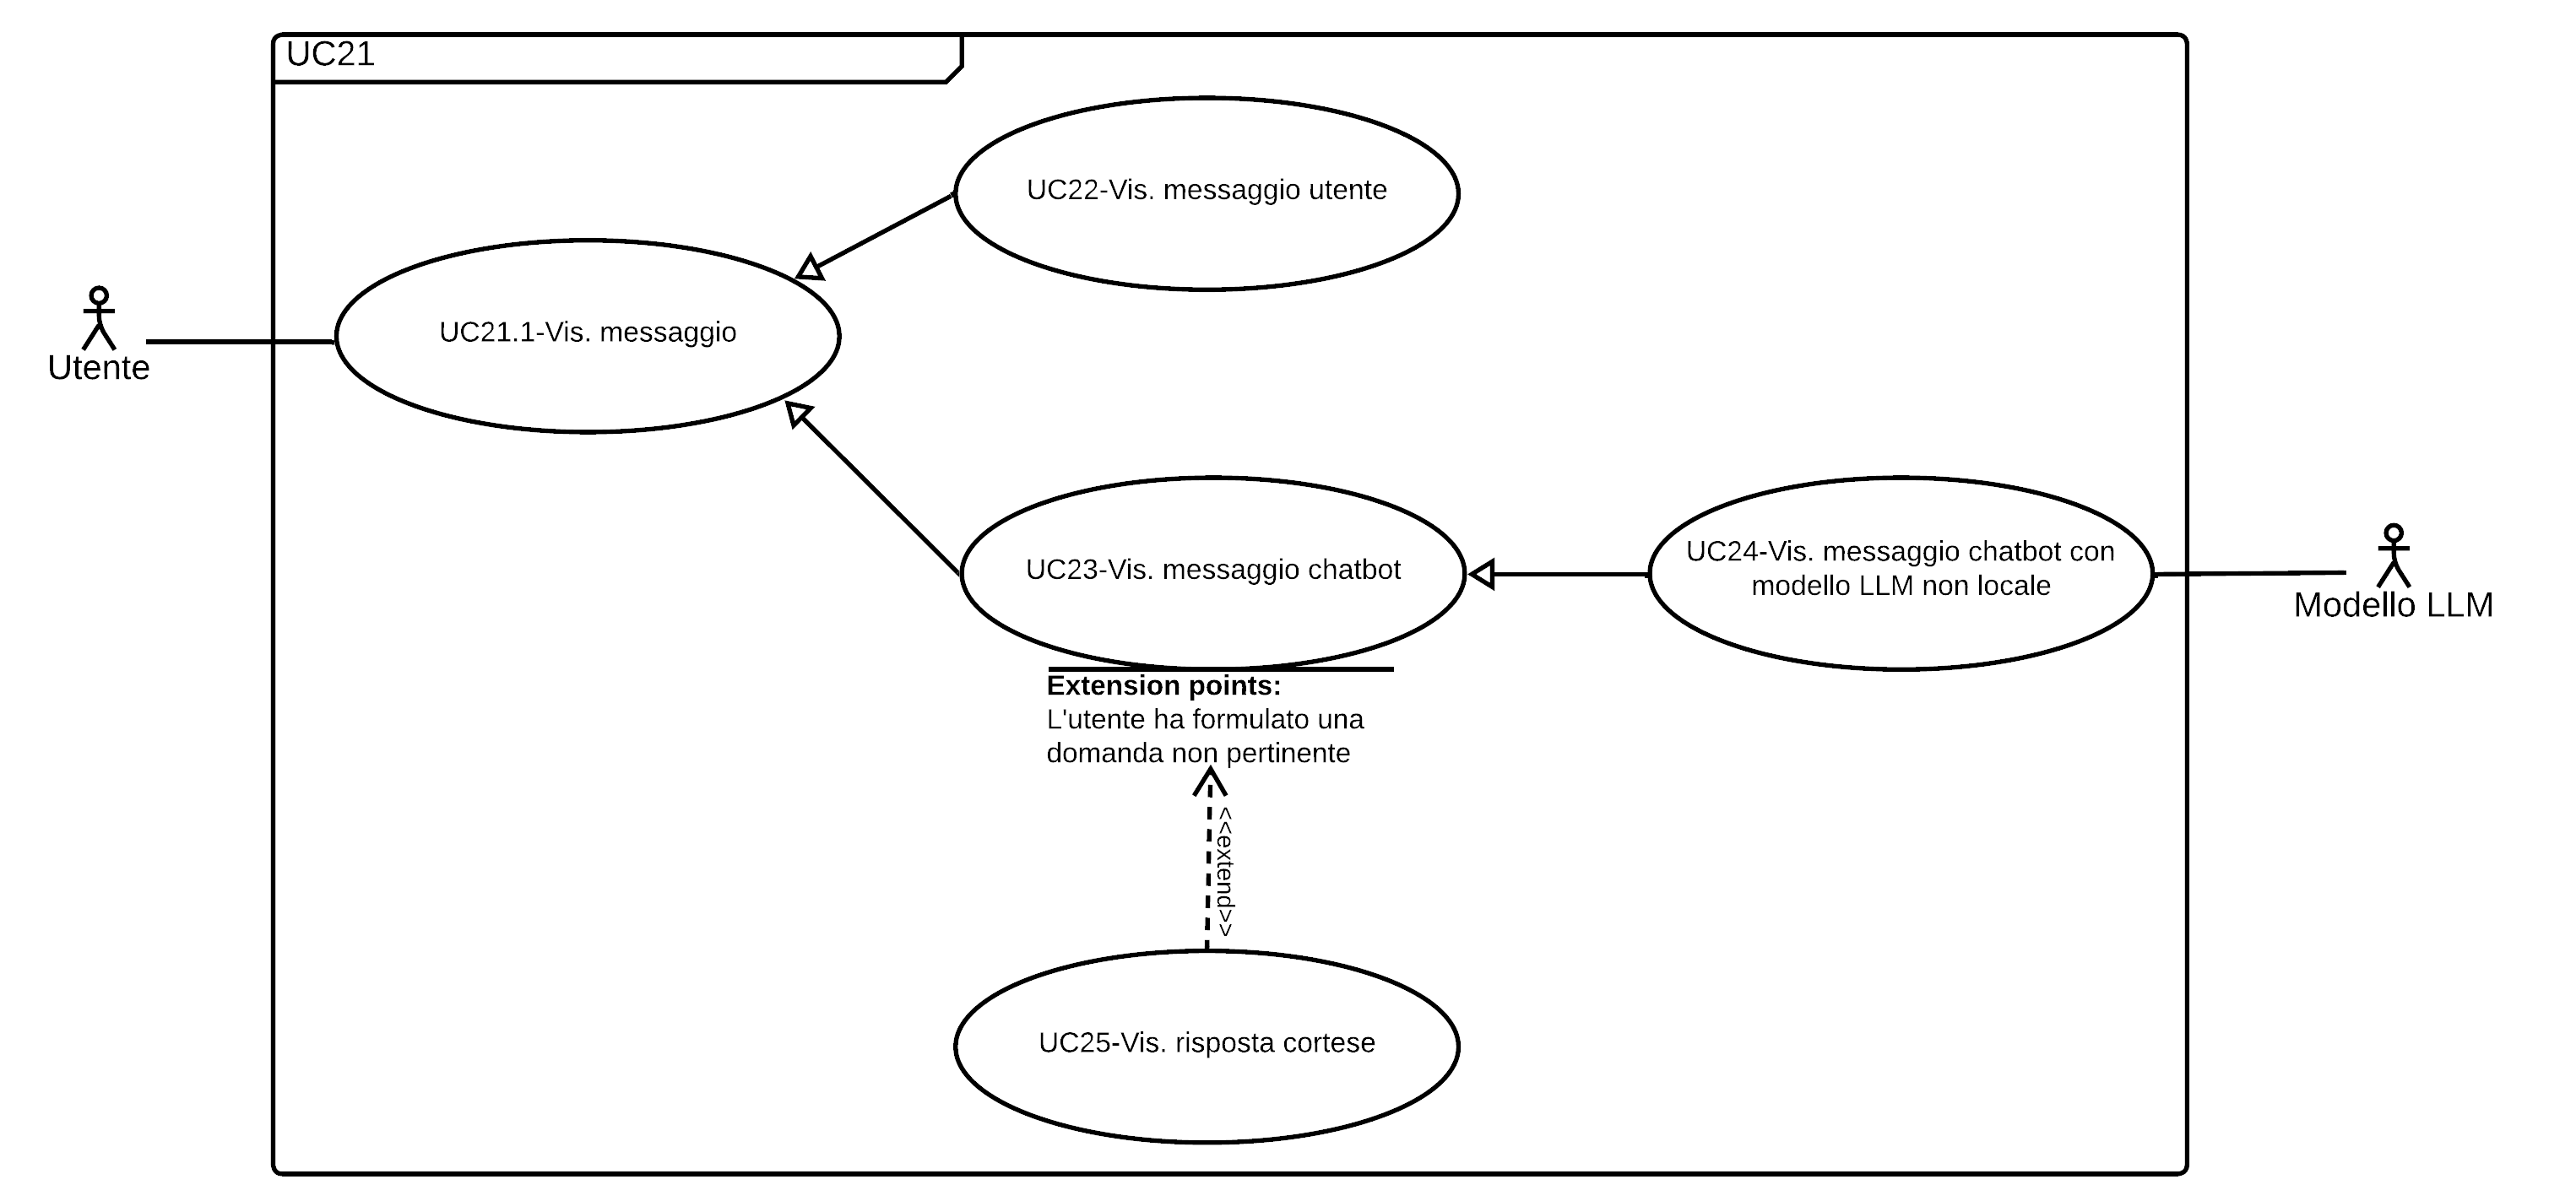 UC21
UC22-Vis. messaggio utente
UC21.1-Vis. messaggio
Utente
UC23-Vis. messaggio chatbot
UC24-Vis. messaggio chatbot con
modello LLM non locale
Modello LLM
Extension points:
L'utente ha formulato una
domanda non pertinente
<<extend>>
UC25-Vis. risposta cortese